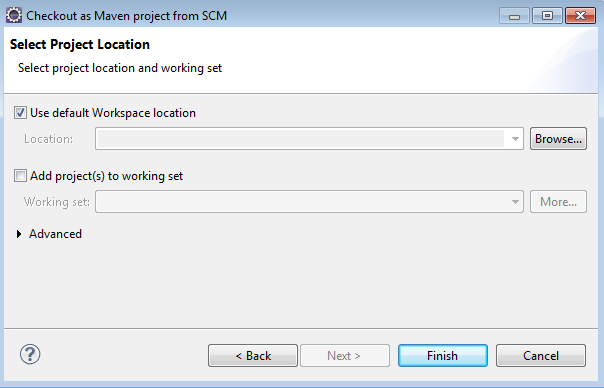 Checkout as Maven project from SCM
Select Project Location
Select project location and working set
Use default Workspace location
Location:
Browse...
Add project(s) to working set
Working set:
More...
Advanced
?
< Back
Next >
Finish
Cancel